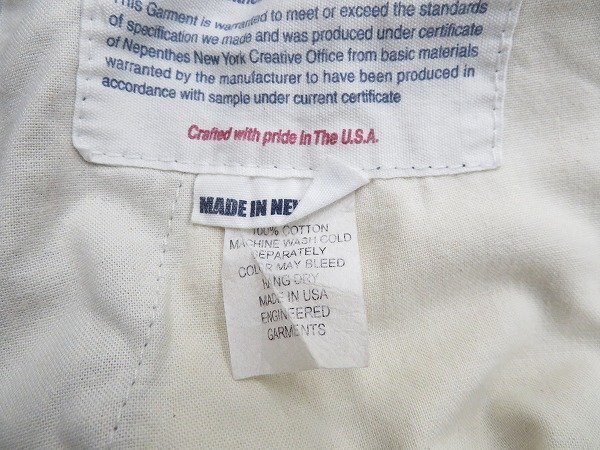 This Garment is warranted to meet or exceed the standards
of specification we made and was produced under certificate
of Nepenthes New York Creative Office from basic materials
warranted by the manufacturer to have been produced in
accordance with sample under current certificate
Crafted with pride in The U.S.A.
MADE IN NEW
100% COTTON
MACHINE WASH COLD
SEPARATELY
COLOR MAY BLEED
HANG DRY
MADE IN USA
ENGINEERED
GARMENTS